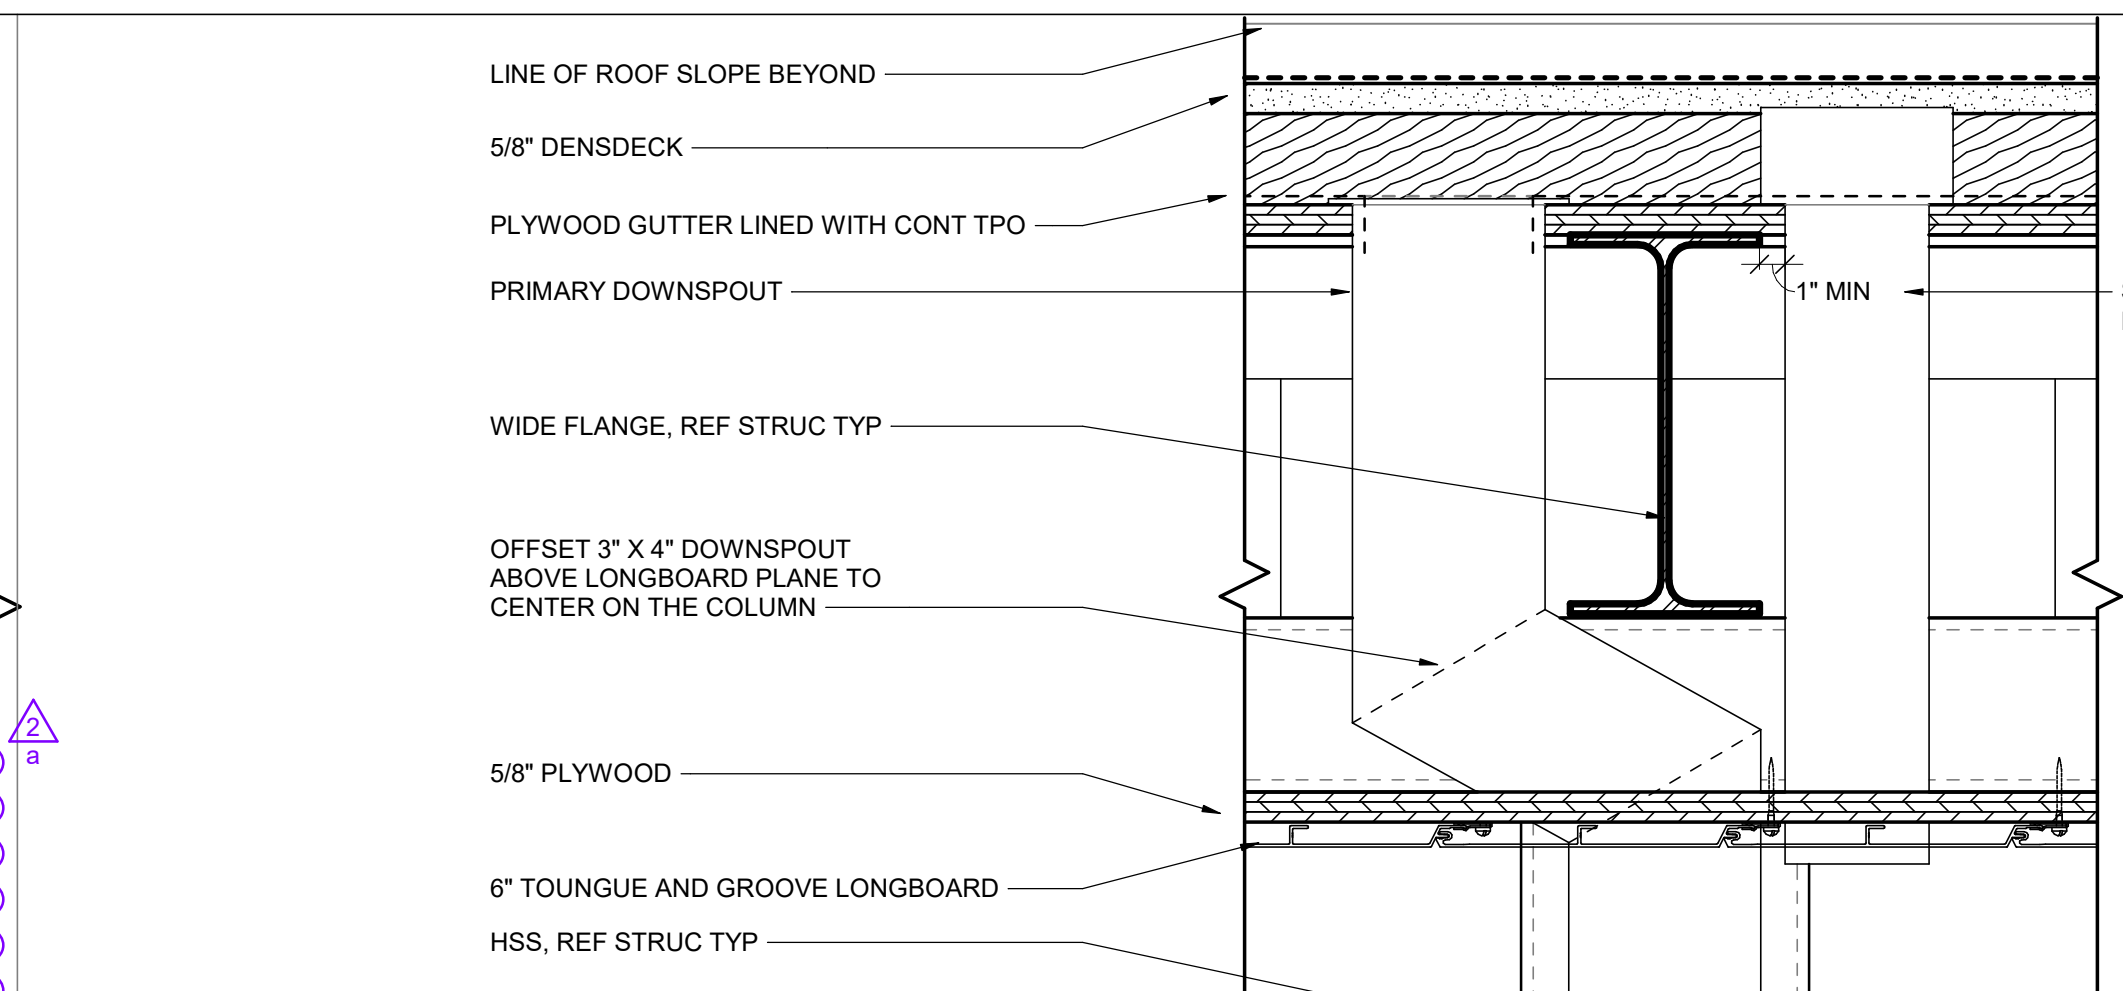 LINE OF ROOF SLOPE BEYOND
5/8" DENSDECK
PLYWOOD GUTTER LINED WITH CONT TPO
PRIMARY DOWNSPOUT
1" MIN
WIDE FLANGE, REF STRUC TYP
OFFSET 3" X 4" DOWNSPOUT
ABOVE LONGBOARD PLANE TO
CENTER ON THE COLUMN
2
a
5/8" PLYWOOD
6" TOUNGUE AND GROOVE LONGBOARD
HSS, REF STRUC TYP